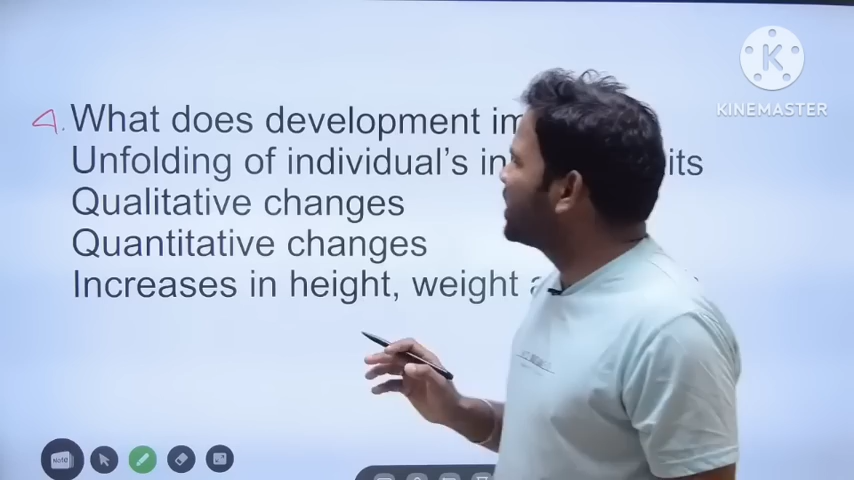 KINEMASTER
4. What does development im
Unfolding of individual's in its
Qualitative changes
Quantitative changes
Increases in height, weight a
Note